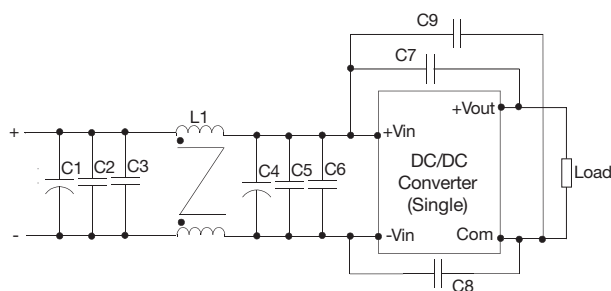 C9
C7
L1
+Vout
+
+Vin
C1 C2 C3
C4 C5 C6
DC/DC
Converter
(Single)
Load
-
-Vin
Com
C8